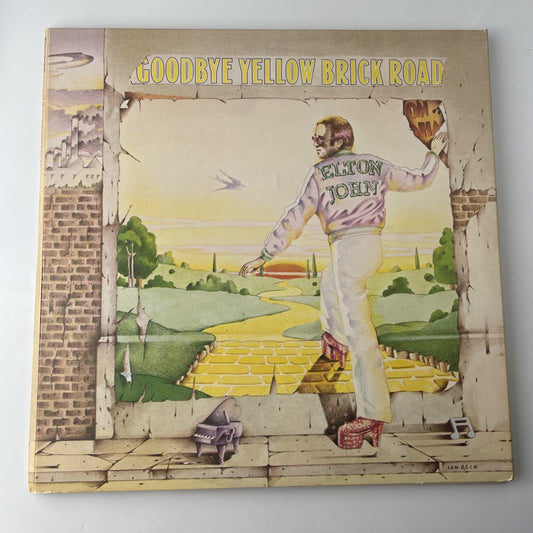 GOODBYE YELLOW BRICK ROAD
ELTON
JOHN
IAN BECK